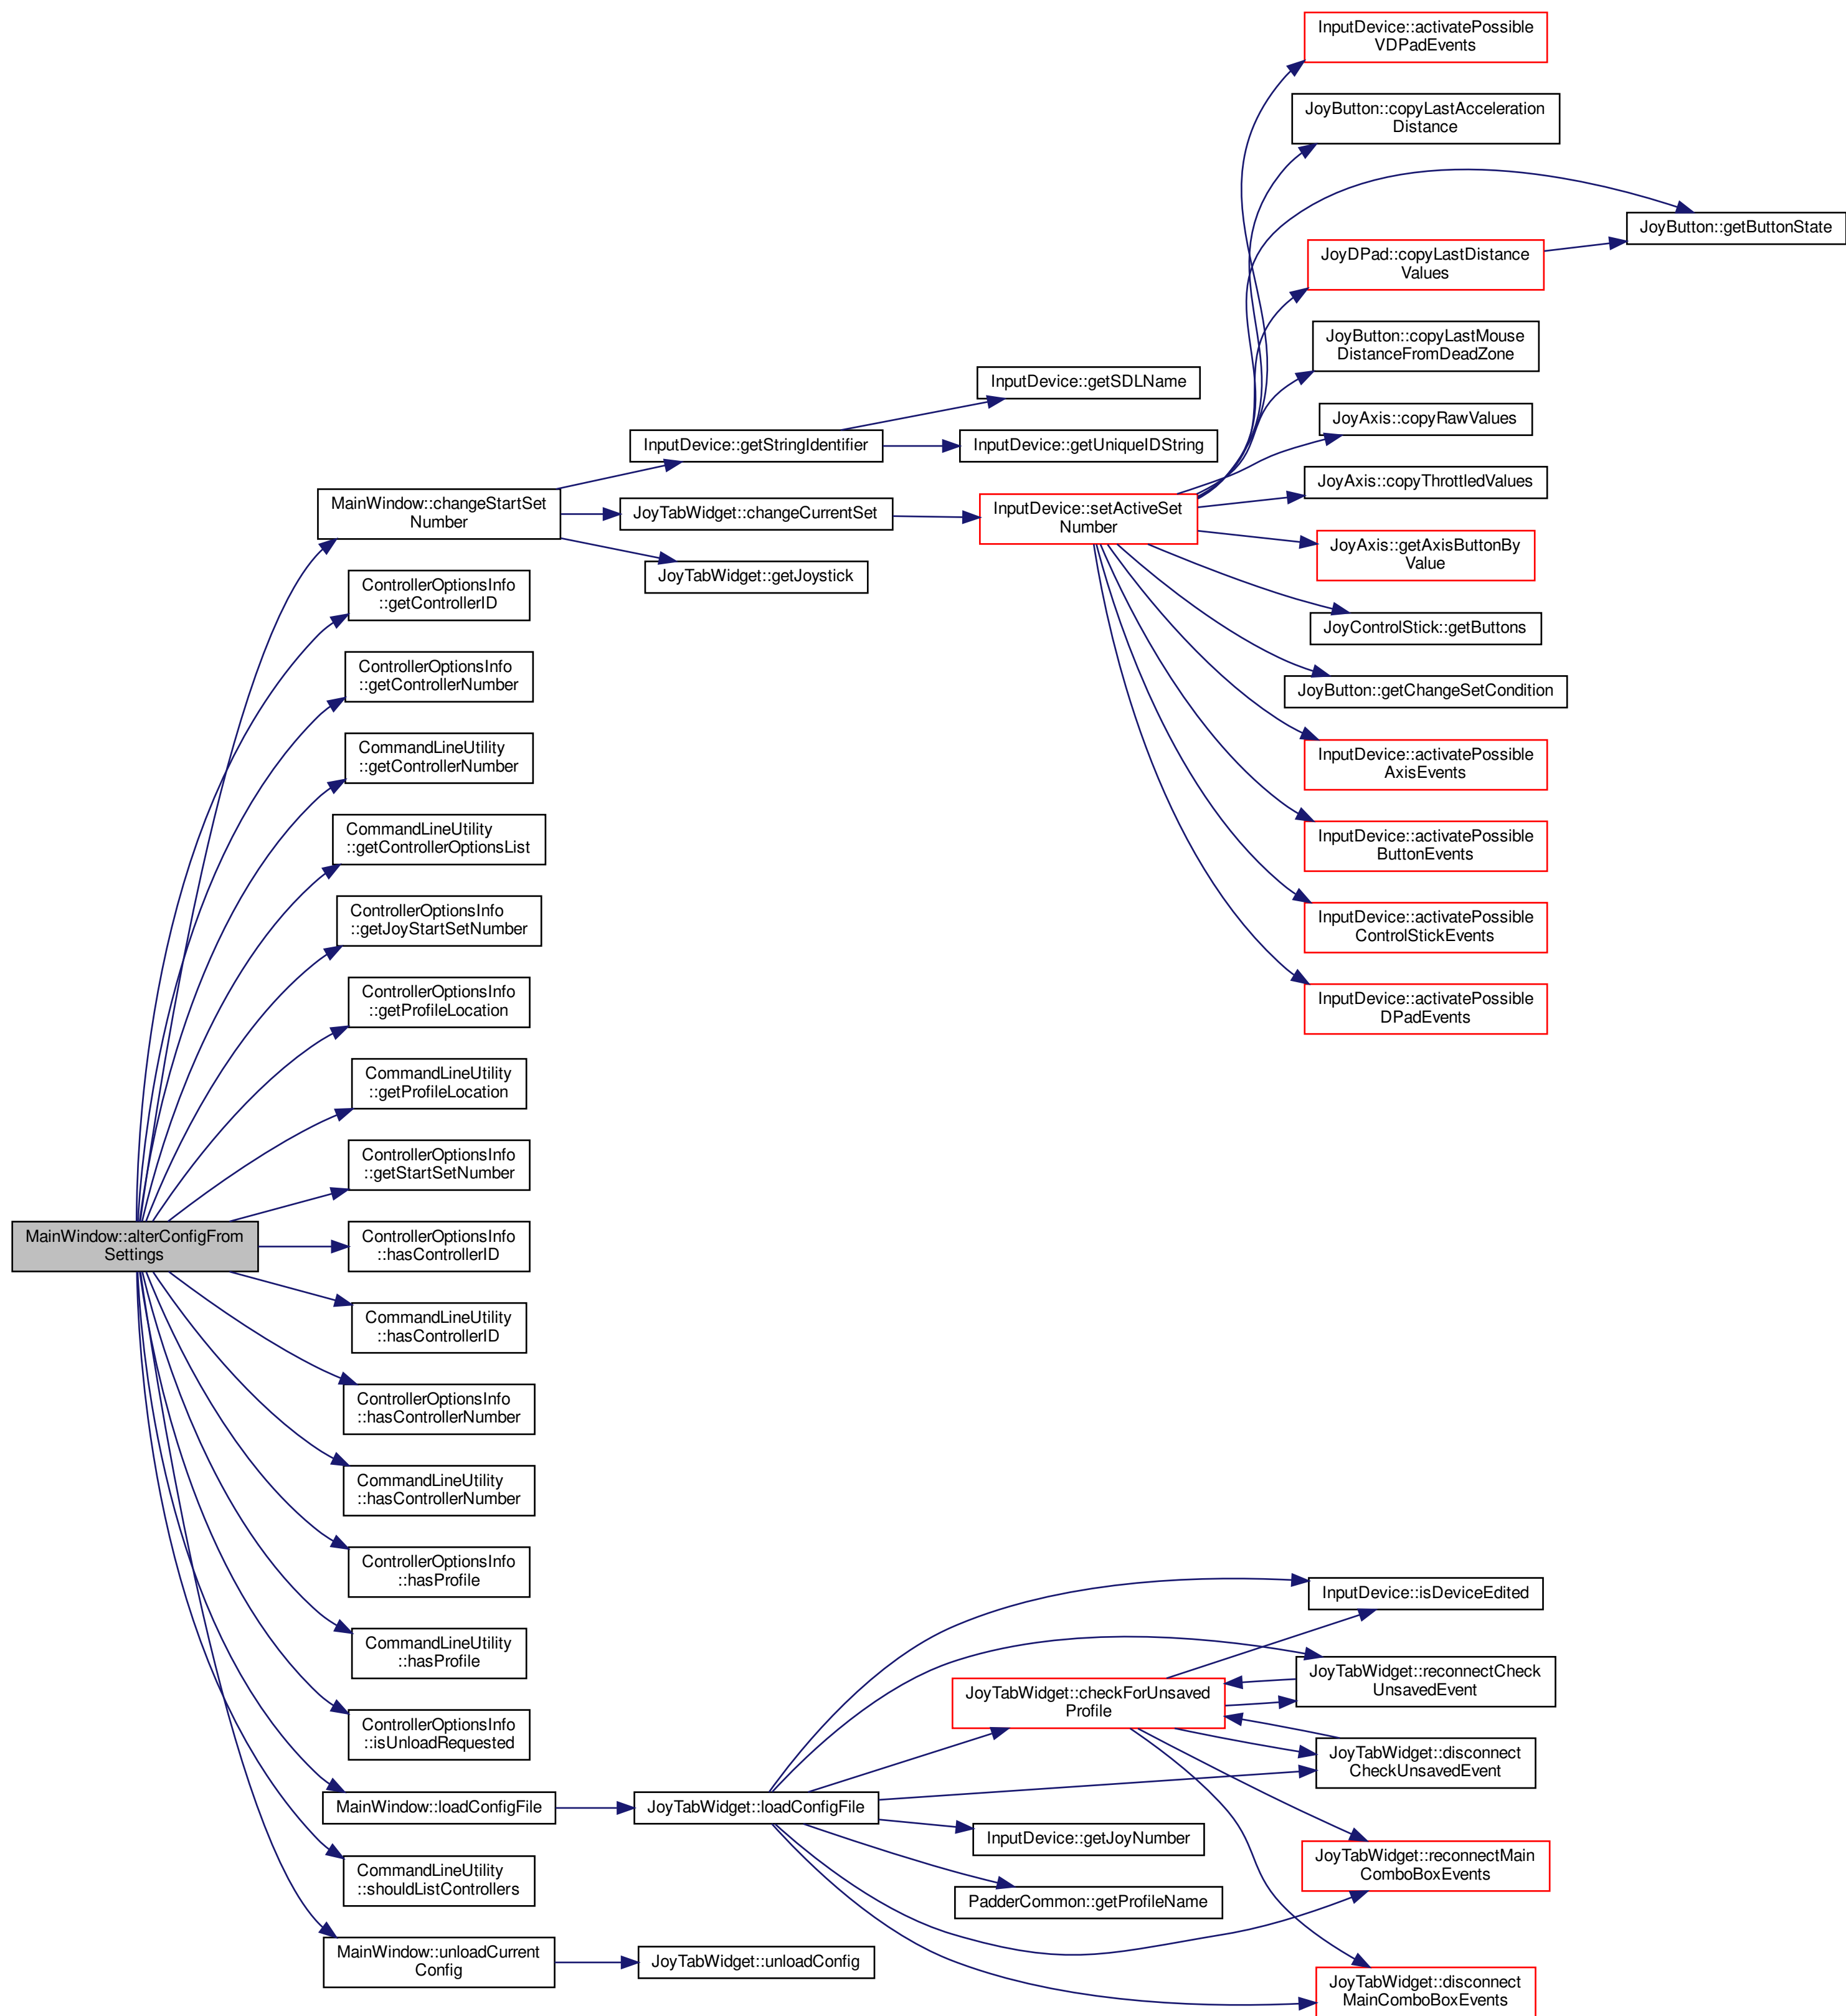 MainWindow::alterConfigFrom
Settings
MainWindow::changeStartSet
Number
ControllerOptionsInfo
::getControllerID
ControllerOptionsInfo
::getControllerNumber
CommandLineUtility
::getControllerNumber
CommandLineUtility
::getControllerOptionsList
ControllerOptionsInfo
::getJoyStartSetNumber
ControllerOptionsInfo
::getProfileLocation
CommandLineUtility
::getProfileLocation
ControllerOptionsInfo
::getStartSetNumber
ControllerOptionsInfo
::hasControllerID
CommandLineUtility
::hasControllerID
ControllerOptionsInfo
::hasControllerNumber
CommandLineUtility
::hasControllerNumber
ControllerOptionsInfo
::hasProfile
CommandLineUtility
::hasProfile
ControllerOptionsInfo
::isUnloadRequested
MainWindow::loadConfigFile
CommandLineUtility
::shouldListControllers
MainWindow::unloadCurrent
Config
InputDevice::getStringIdentifier
JoyTabWidget::changeCurrentSet
JoyTabWidget::getJoystick
JoyTabWidget::loadConfigFile
JoyTabWidget::unloadConfig
InputDevice::getSDLName
InputDevice::getUniqueIDString
InputDevice::setActiveSet
Number
JoyTabWidget::checkForUnsaved
Profile
InputDevice::getJoyNumber
PadderCommon::getProfileName
InputDevice::activatePossible
VDPadEvents
JoyButton::copyLastAcceleration
Distance
JoyDPad::copyLastDistance
Values
JoyButton::copyLastMouse
DistanceFromDeadZone
JoyAxis::copyRawValues
JoyAxis::copyThrottledValues
JoyAxis::getAxisButtonBy
Value
JoyControlStick::getButtons
JoyButton::getChangeSetCondition
InputDevice::activatePossible
AxisEvents
InputDevice::activatePossible
ButtonEvents
InputDevice::activatePossible
ControlStickEvents
InputDevice::activatePossible
DPadEvents
InputDevice::isDeviceEdited
JoyTabWidget::reconnectCheck
UnsavedEvent
JoyTabWidget::disconnect
CheckUnsavedEvent
JoyTabWidget::reconnectMain
ComboBoxEvents
JoyTabWidget::disconnect
MainComboBoxEvents
JoyButton::getButtonState